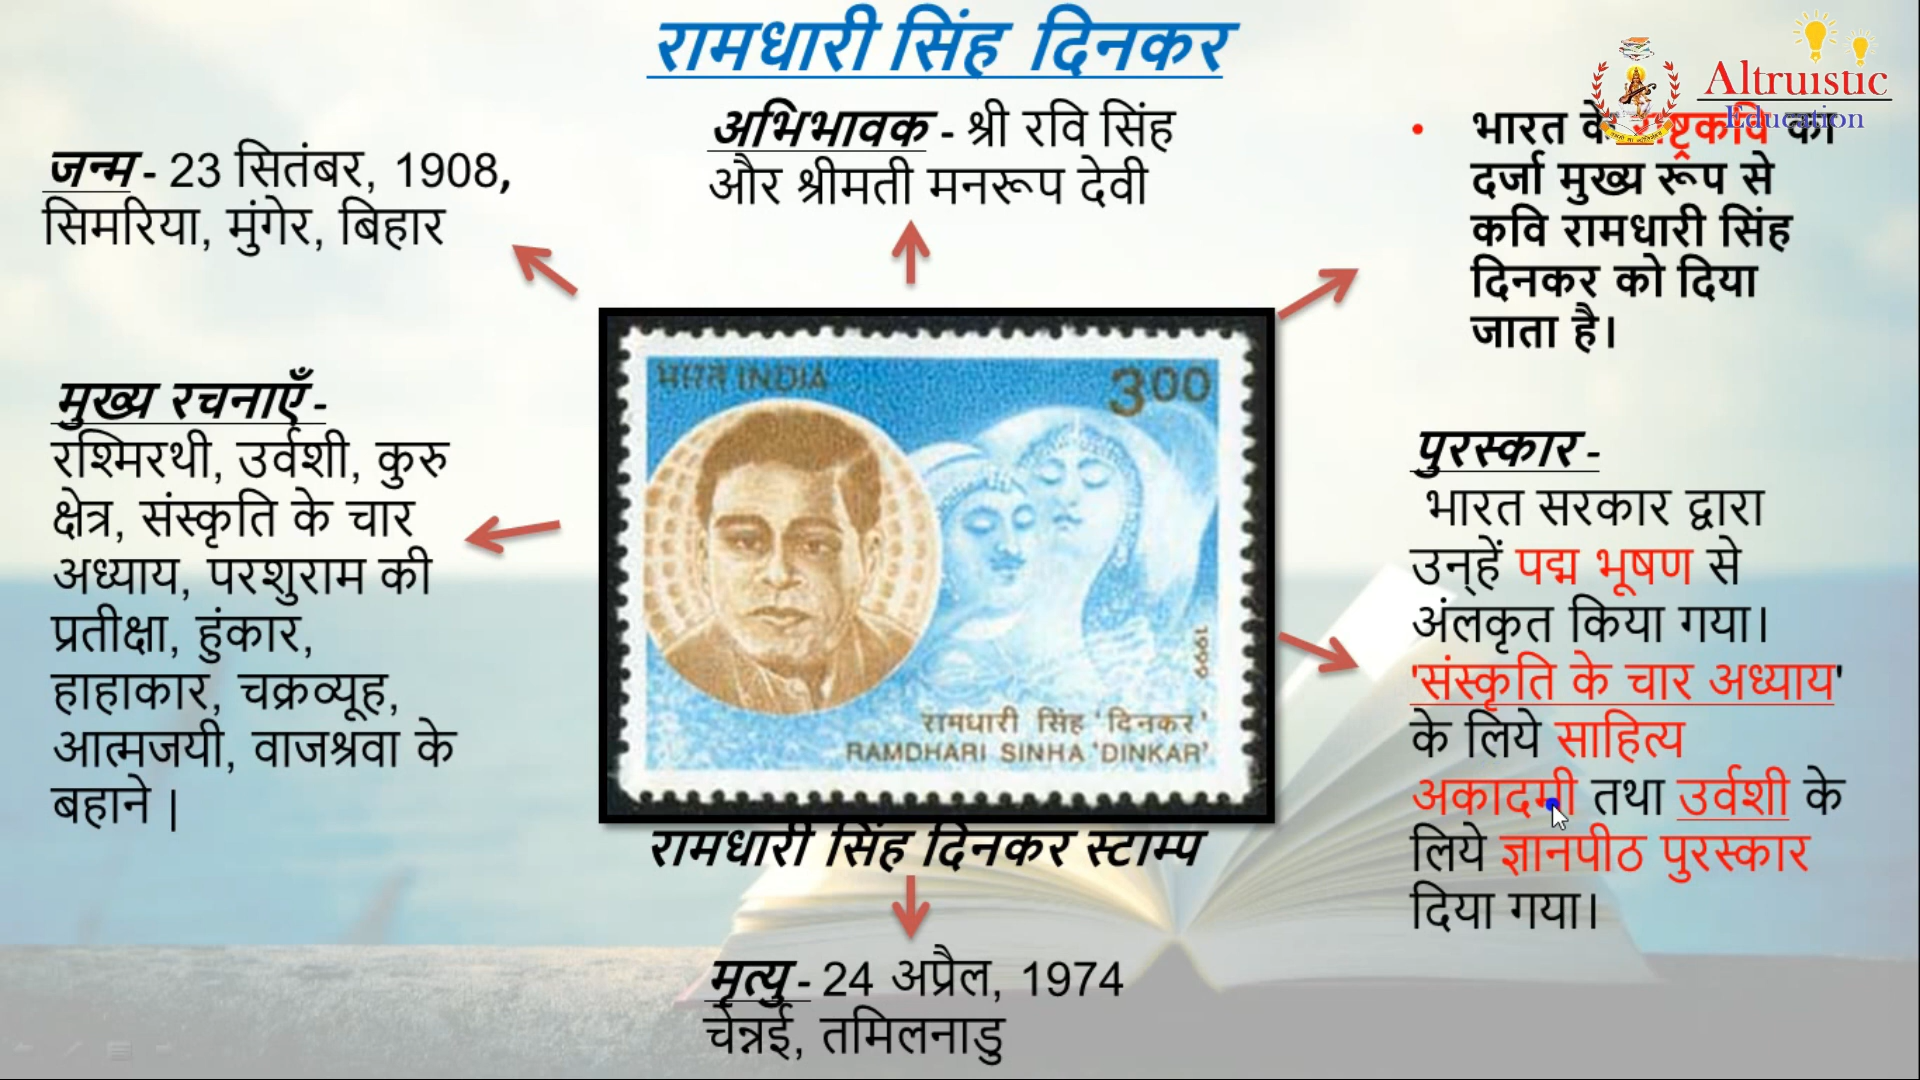 रामधारी सिंह दिनकर
Altruistic
Education
जन्म - 23 सितंबर, 1908,
सिमरिया, मुंगेर, बिहार
अभिभावक - श्री रवि सिंह
और श्रीमती मनरूप देवी
• भारत के राष्ट्रकवि का
दर्जा मुख्य रूप से
कवि रामधारी सिंह
दिनकर को दिया
जाता है।
मुख्य रचनाएँ -
रश्मिरथी, उर्वशी, कुरु
क्षेत्र, संस्कृति के चार
अध्याय, परशुराम की
प्रतीक्षा, हुंकार,
हाहाकार, चक्रव्यूह,
आत्मजयी, वाजश्रवा के
बहाने |
भारत INDIA
300
1999
रामधारी सिंह 'दिनकर'
RAMDHARI SINHA 'DINKAR'
रामधारी सिंह दिनकर स्टाम्प
पुरस्कार -
भारत सरकार द्वारा
उन्हें पद्म भूषण से
अंलकृत किया गया।
'संस्कृति के चार अध्याय'
के लिये साहित्य
अकादमी तथा उर्वशी के
लिये ज्ञानपीठ पुरस्कार
दिया गया।
मृत्यु - 24 अप्रैल, 1974
चेन्नई, तमिलनाडु